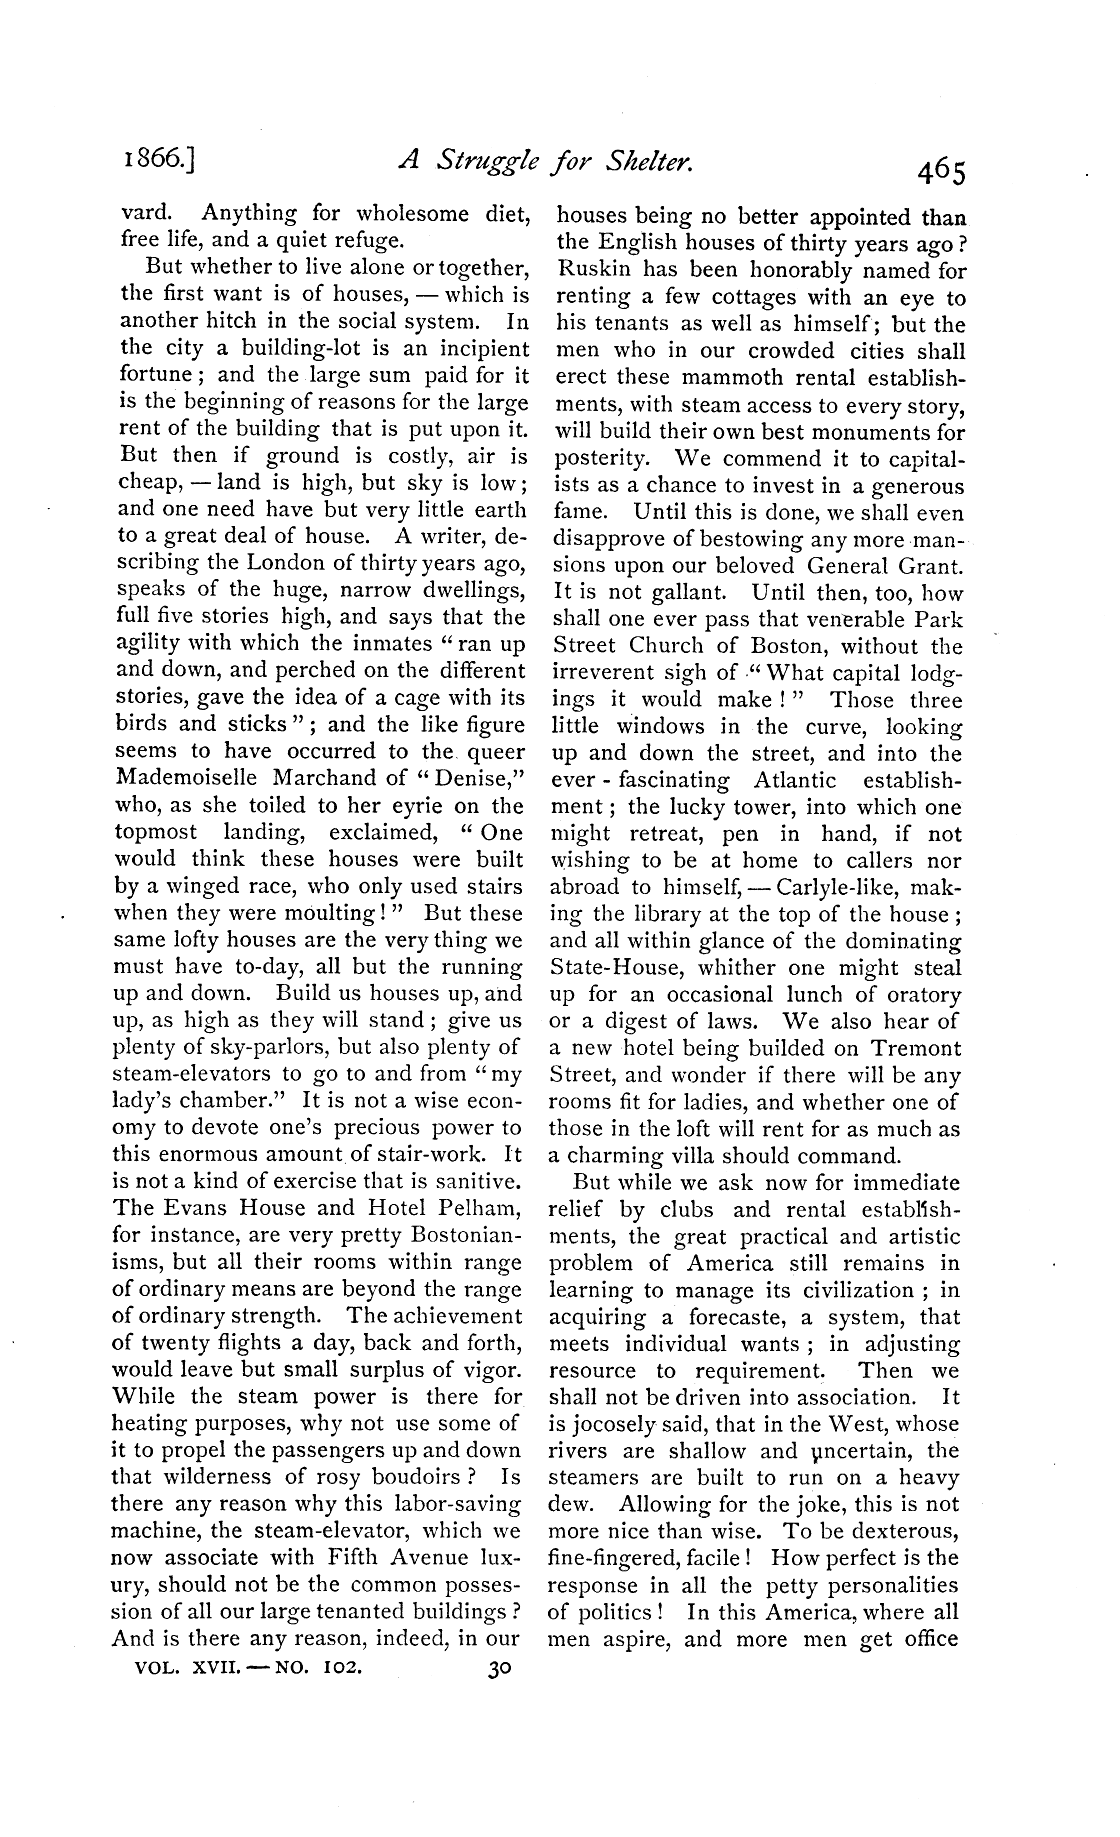 1866.] A Struggle for Shelter. 465
vard. Anything for wholesome diet,
free life, and a quiet refuge.
But whether to live alone or together,
the first want is of houses, — which is
another hitch in the social system. In
the city a building-lot is an incipient
fortune ; and the large sum paid for it
is the beginning of reasons for the large
rent of the building that is put upon it.
But then if ground is costly, air is
cheap, — land is high, but sky is low ;
and one need have but very little earth
to a great deal of house. A writer, de-
scribing the London of thirty years ago,
speaks of the huge, narrow dwellings,
full five stories high, and says that the
agility with which the inmates “ ran up
and down, and perched on the different
stories, gave the idea of a cage with its
birds and sticks ” ; and the like figure
seems to have occurred to the queer
Mademoiselle Marchand of “ Denise,”
who, as she toiled to her eyrie on the
topmost landing, exclaimed, “ One
would think these houses were built
by a winged race, who only used stairs
when they were moulting ! ” But these
same lofty houses are the very thing we
must have to-day, all but the running
up and down. Build us houses up, and
up, as high as they will stand ; give us
plenty of sky-parlors, but also plenty of
steam-elevators to go to and from “ my
lady’s chamber.” It is not a wise econ-
omy to devote one’s precious power to
this enormous amount of stair-work. It
is not a kind of exercise that is sanitive.
The Evans House and Hotel Pelham,
for instance, are very pretty Bostonian-
isms, but all their rooms within range
of ordinary means are beyond the range
of ordinary strength. The achievement
of twenty flights a day, back and forth,
would leave but small surplus of vigor.
While the steam power is there for
heating purposes, why not use some of
it to propel the passengers up and down
that wilderness of rosy boudoirs ? Is
there any reason why this labor-saving
machine, the steam-elevator, which we
now associate with Fifth Avenue lux-
ury, should not be the common posses-
sion of all our large tenanted buildings ?
And is there any reason, indeed, in our
VOL. XVII. — NO. 102. 30
houses being no better appointed than
the English houses of thirty years ago ?
Ruskin has been honorably named for
renting a few cottages with an eye to
his tenants as well as himself ; but the
men who in our crowded cities shall
erect these mammoth rental establish-
ments, with steam access to every story,
will build their own best monuments for
posterity. We commend it to capital-
ists as a chance to invest in a generous
fame. Until this is done, we shall even
disapprove of bestowing any more man-
sions upon our beloved General Grant.
It is not gallant. Until then, too, how
shall one ever pass that venerable Park
Street Church of Boston, without the
irreverent sigh of “ What capital lodg-
ings it would make ! ” Those three
little windows in the curve, looking
up and down the street, and into the
ever - fascinating Atlantic establish-
ment ; the lucky tower, into which one
might retreat, pen in hand, if not
wishing to be at home to callers nor
abroad to himself, — Carlyle-like, mak-
ing the library at the top of the house ;
and all within glance of the dominating
State-House, whither one might steal
up for an occasional lunch of oratory
or a digest of laws. We also hear of
a new hotel being builded on Tremont
Street, and wonder if there will be any
rooms fit for ladies, and whether one of
those in the loft will rent for as much as
a charming villa should command.
But while we ask now for immediate
relief by clubs and rental establish-
ments, the great practical and artistic
problem of America still remains in
learning to manage its civilization ; in
acquiring a forecaste, a system, that
meets individual wants ; in adjusting
resource to requirement. Then we
shall not be driven into association. It
is jocosely said, that in the West, whose
rivers are shallow and uncertain, the
steamers are built to run on a heavy
dew. Allowing for the joke, this is not
more nice than wise. To be dexterous,
fine-fingered, facile ! How perfect is the
response in all the petty personalities
of politics ! In this America, where all
men aspire, and more men get office